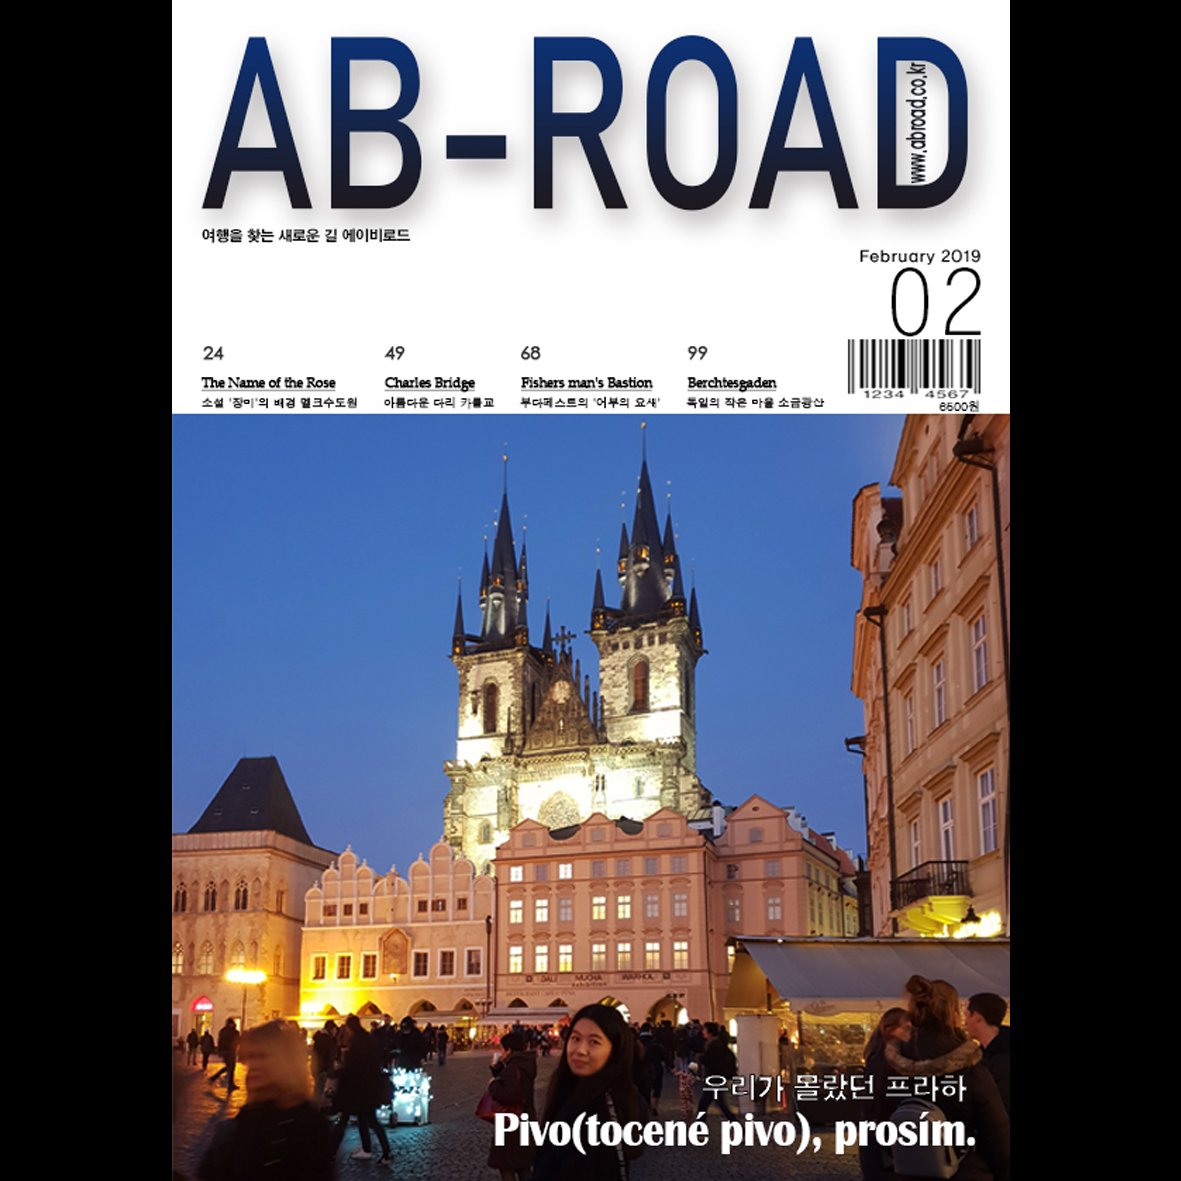 AB-ROAD
www.abroad.co.kr
여행을 찾는 새로운 길 에이비로드
February 2019
02
24
The Name of the Rose
소설 '장미'의 배경 멜크수도원
49
Charles Bridge
아름다운 다리 카를교
68
Fishers man's Bastion
부다페스트의 '어부의 요새'
99
Berchtesgaden
독일의 작은 마을 소금광산
1234 4567
6500원
DALI MUCHA WARHOL
우리가 몰랐던 프라하
Pivo(tocené pivo), prosím.